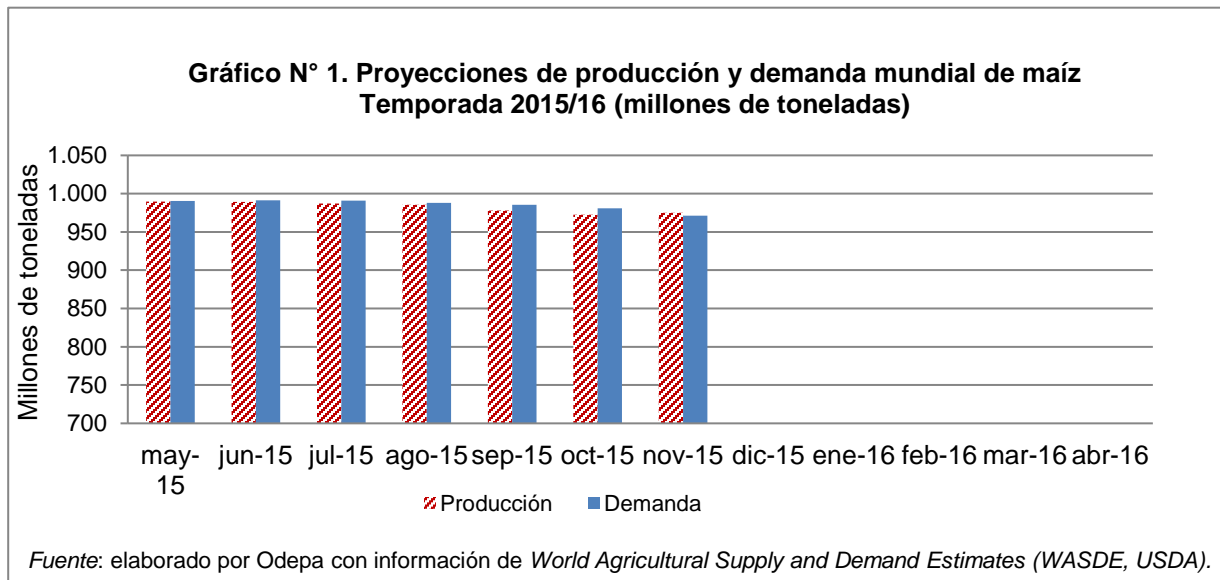 Gráfico N° 1. Proyecciones de producción y demanda mundial de maíz
Temporada 2015/16 (millones de toneladas)
Millones de toneladas
1.050
1.000
950
900
850
800
750
700
may-
15
jun-15
jul-15
ago-15
sep-15
oct-15
nov-15
dic-15
ene-16
feb-16
mar-16
abr-16
Producción
Demanda
Fuente: elaborado por Odepa con información de World Agricultural Supply and Demand Estimates (WASDE, USDA).